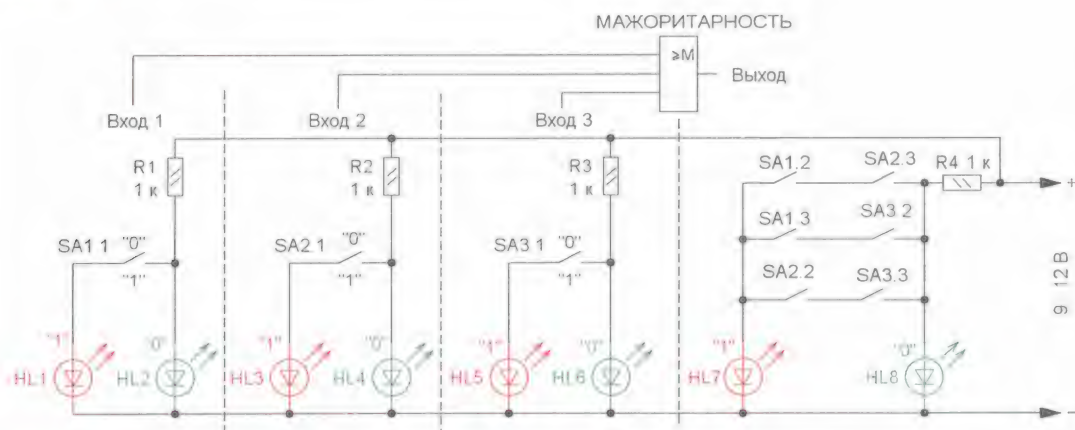 МАЖОРИТАРНОСТЬ
≥M
Выход
Вход 1
Вход 2
Вход 3
R1
1 к
R2
1 к
R3
1 к
SA1.2
SA2.3
R4 1 к
+
SA1 1
"0"
"1"
SA2 1
"0"
"1"
SA3 1
"0"
"1"
SA1.3
SA3 2
SA2.2
SA3.3
9 12 В
"1"
HL1
"0"
HL2
"1"
HL3
"0"
HL4
"1"
HL5
"0"
HL6
"1"
HL7
"0"
HL8
−